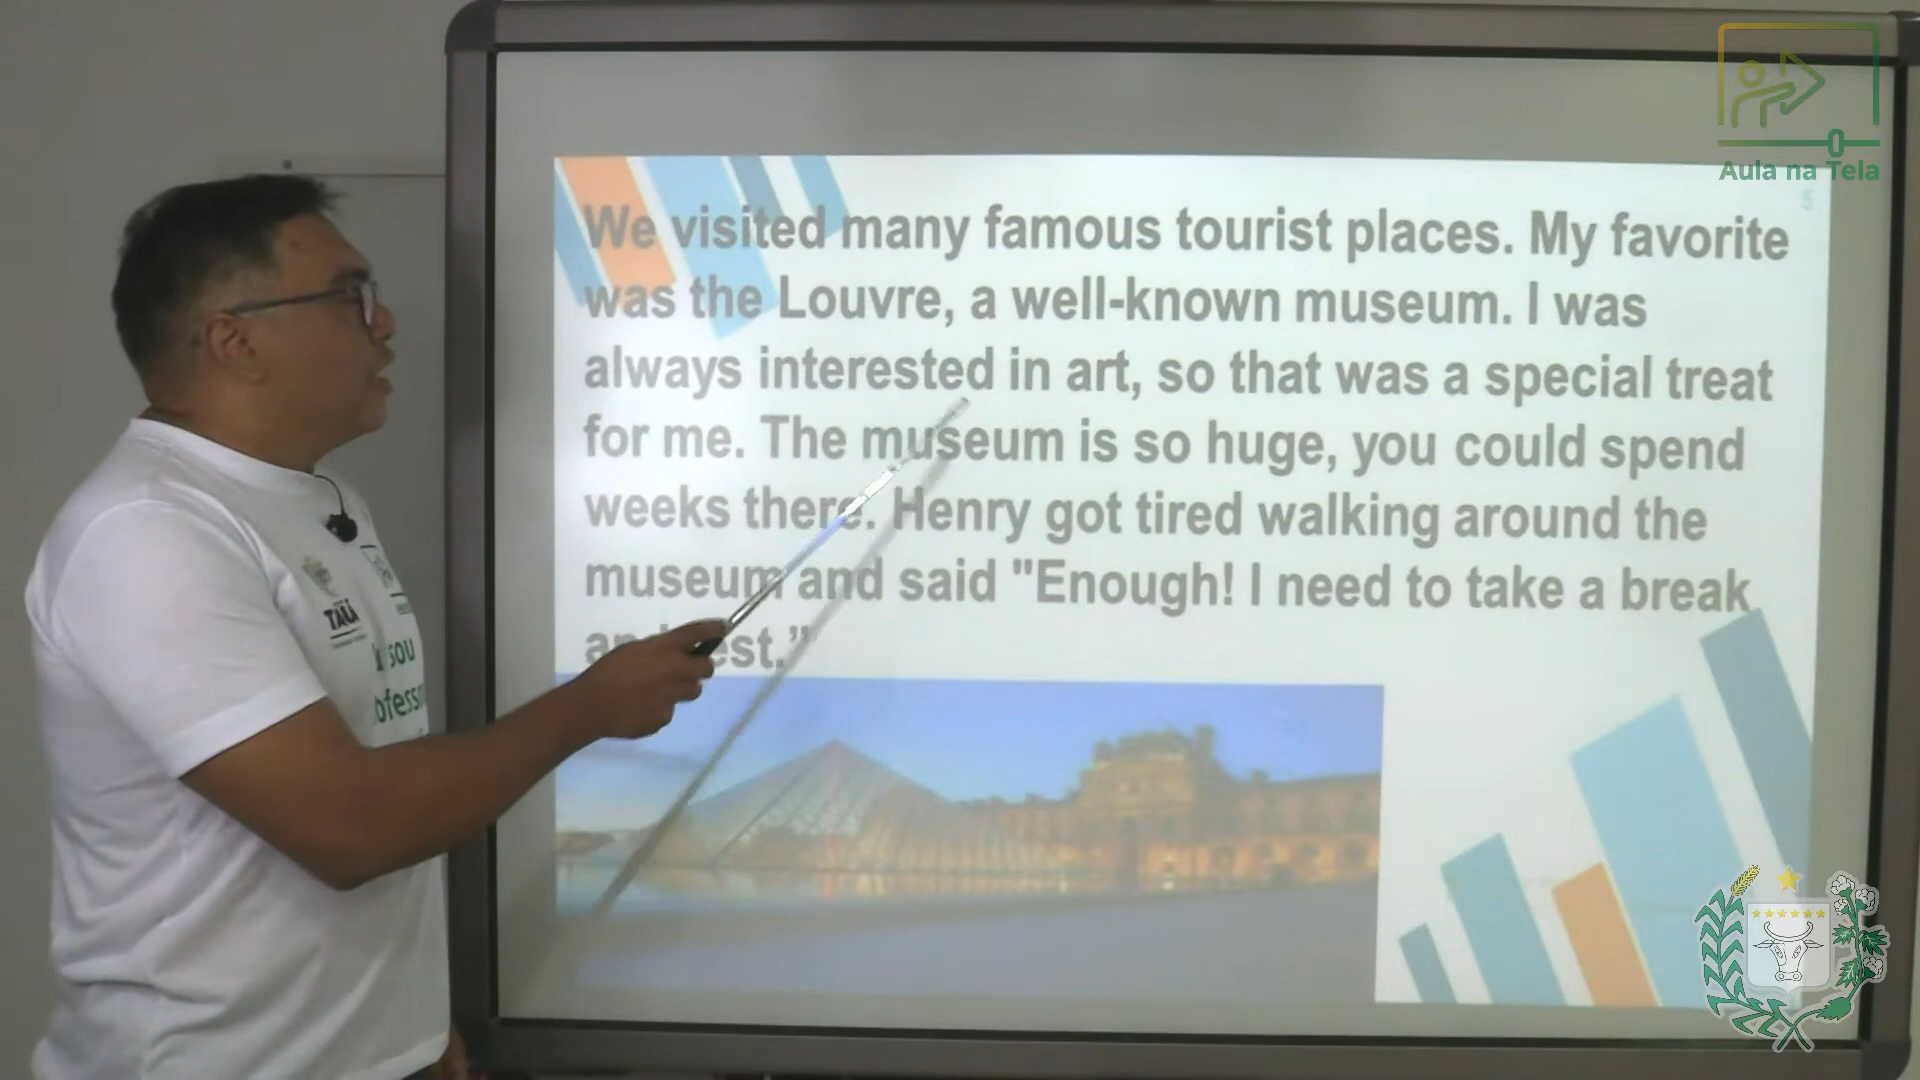 Aula na Tela
5
We visited many famous tourist places. My favorite
was the Louvre, a well-known museum. I was
always interested in art, so that was a special treat
for me. The museum is so huge, you could spend
weeks there. Henry got tired walking around the
museum and said "Enough! I need to take a break
est.”
sou